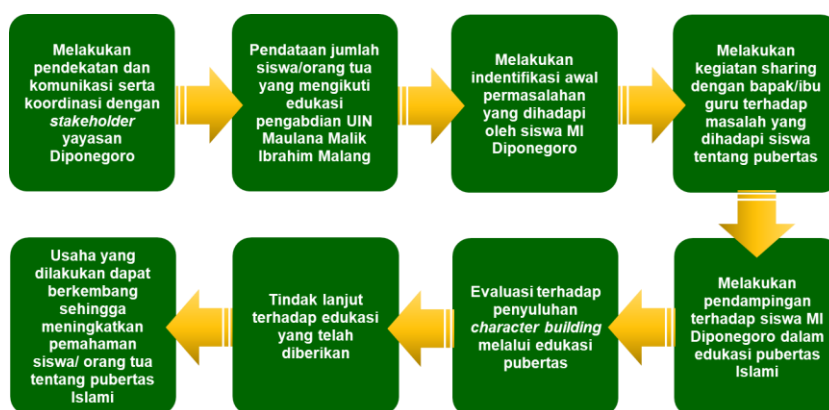 Melakukan
pendekatan dan
komunikasi serta
koordinasi dengan
stakeholder
yayasan
Diponegoro
Pendataan jumlah
siswa/orang tua
yang mengikuti
edukasi
pengabdian UIN
Maulana Malik
Ibrahim Malang
Melakukan
indentifikasi awal
permasalahan
yang dihadapi
oleh siswa MI
Diponegoro
Melakukan
kegiatan sharing
dengan bapak/ibu
guru terhadap
masalah yang
dihadapi siswa
tentang pubertas
Melakukan
pendampingan
terhadap siswa MI
Diponegoro dalam
edukasi pubertas
Islami
Evaluasi terhadap
penyuluhan
character building
melalui edukasi
pubertas
Tindak lanjut
terhadap edukasi
yang telah
diberikan
Usaha yang
dilakukan dapat
berkembang
sehingga
meningkatkan
pemahaman
siswa/ orang tua
tentang pubertas
Islami